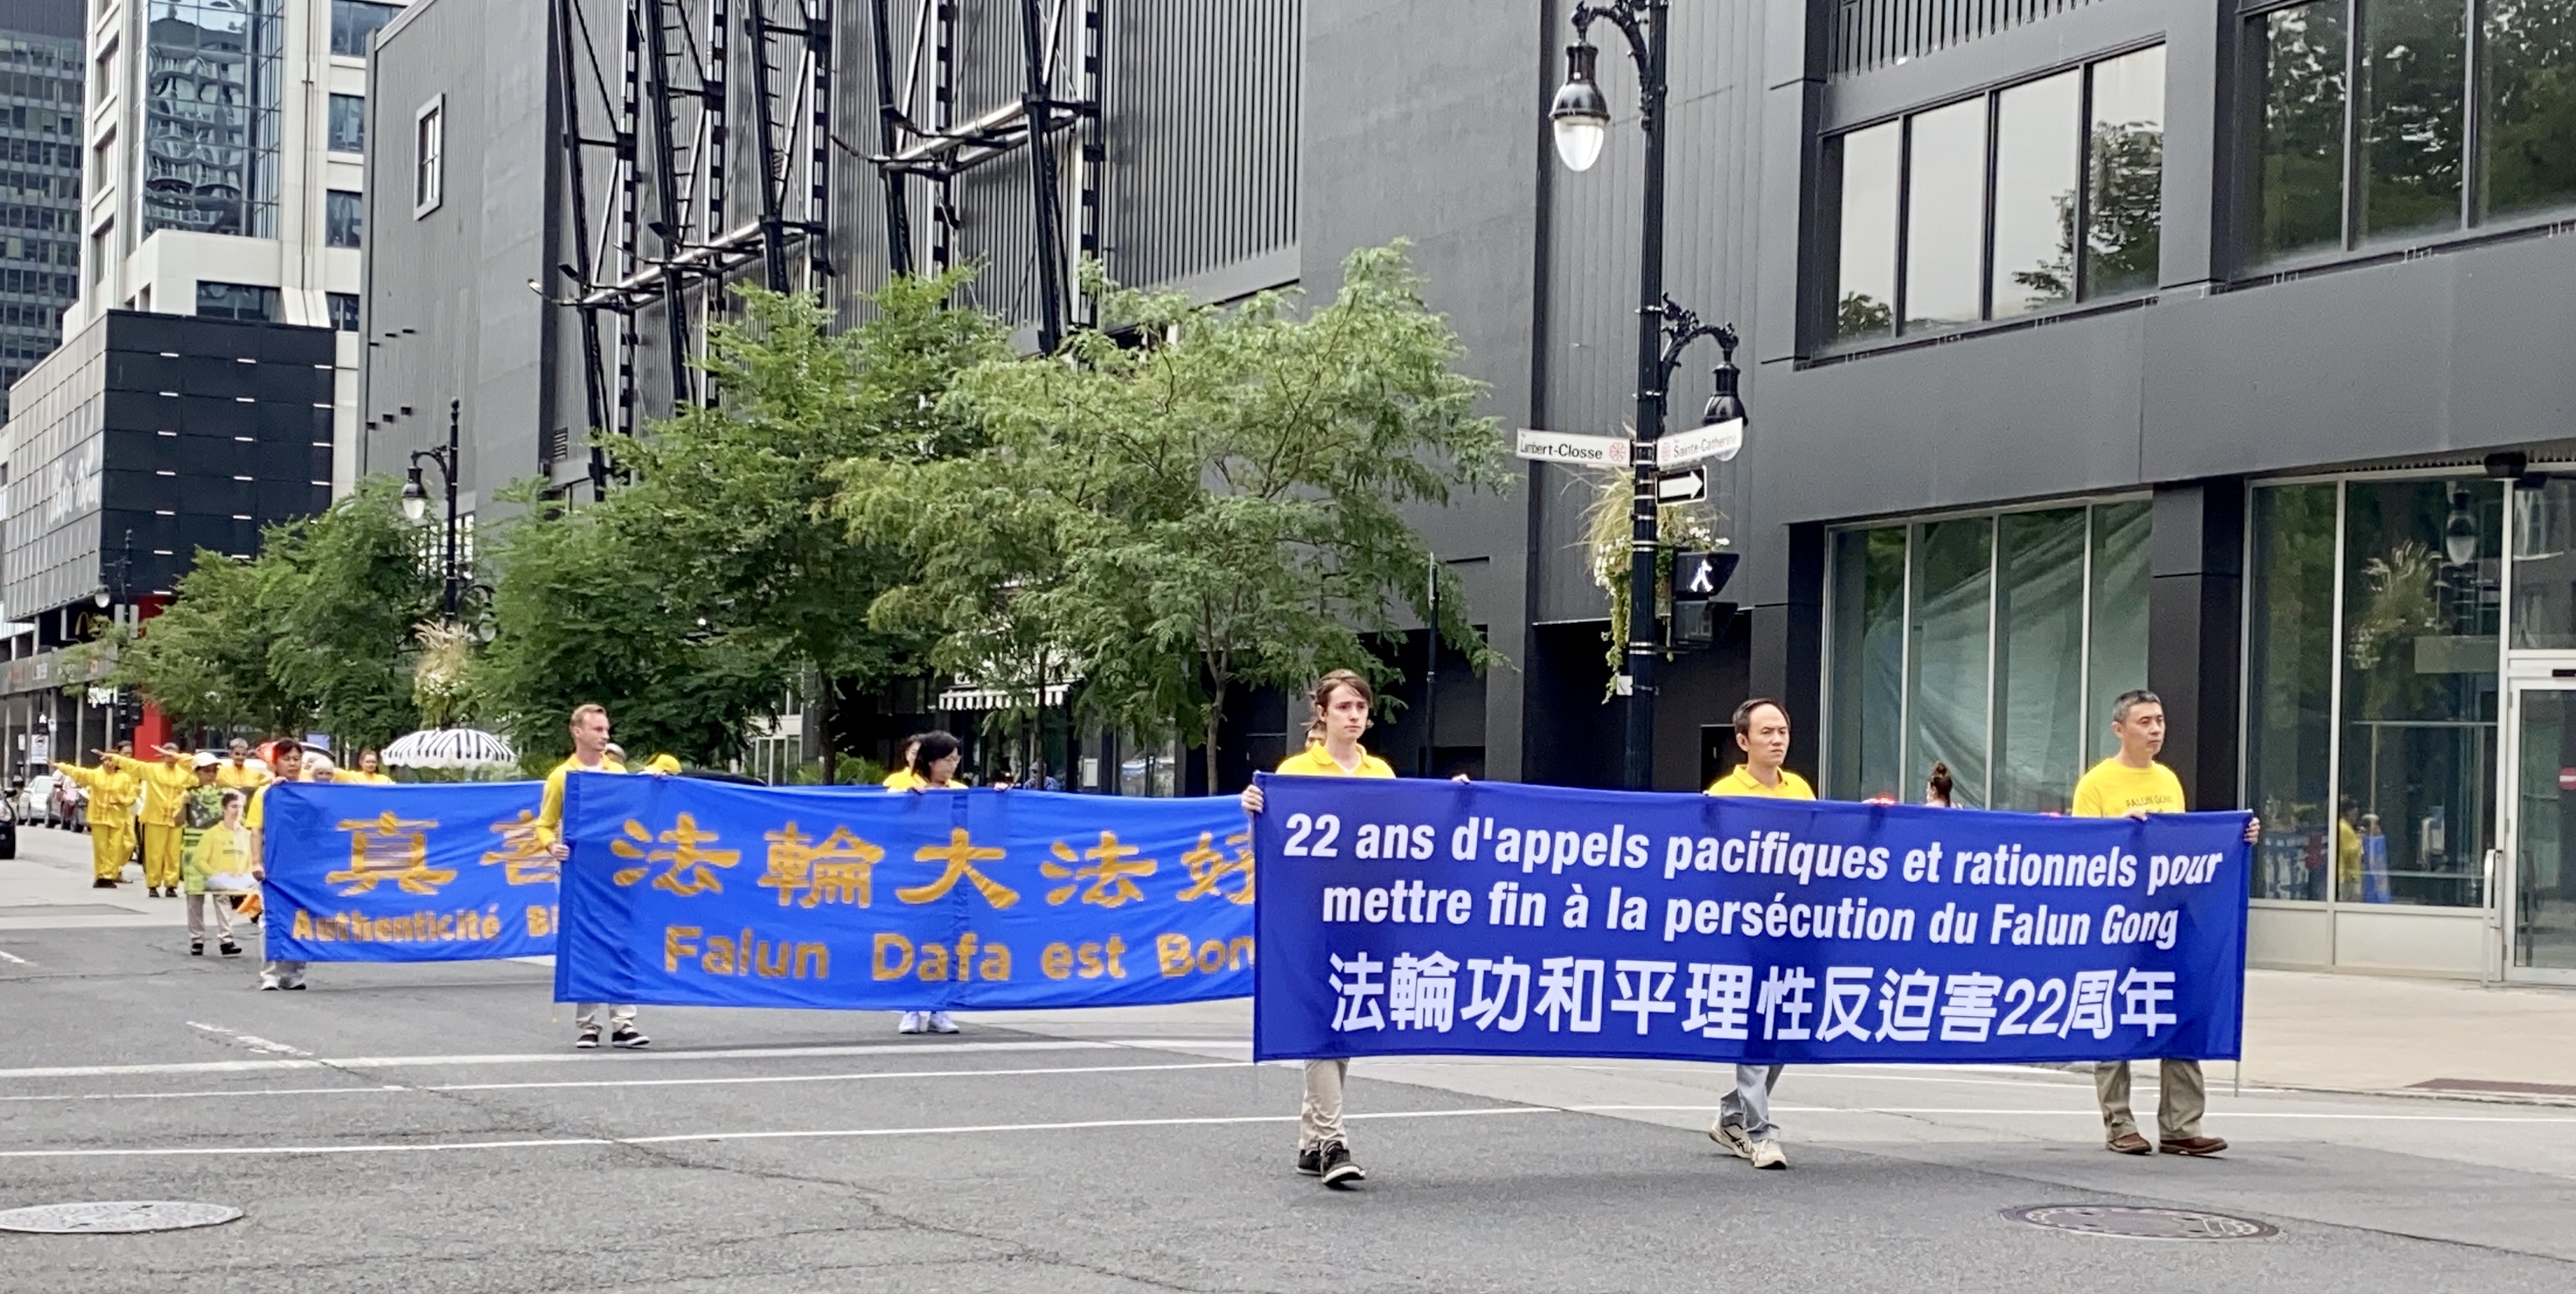 Lambert-Closse
Sainte-Catherine
真 善
Authenticité
法輪大法好
Falun Dafa est Bon
22 ans d'appels pacifiques et rationnels pour
mettre fin à la persécution du Falun Gong
法輪功和平理性反迫害22周年
FALUN GONG